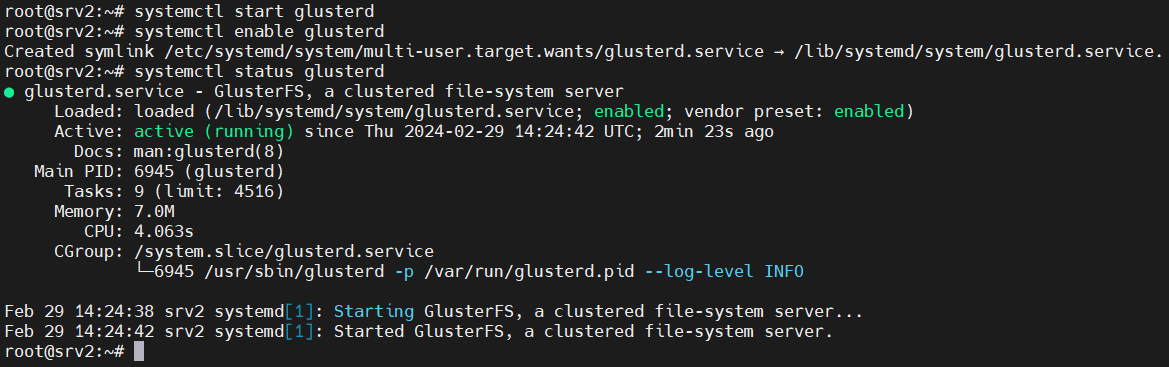 root@srv2:~# systemctl start glusterd
root@srv2:~# systemctl enable glusterd
Created symlink /etc/systemd/system/multi-user.target.wants/glusterd.service → /lib/systemd/system/glusterd.service.
root@srv2:~# systemctl status glusterd
● glusterd.service - GlusterFS, a clustered file-system server
     Loaded: loaded (/lib/systemd/system/glusterd.service; enabled; vendor preset: enabled)
     Active: active (running) since Thu 2024-02-29 14:24:42 UTC; 2min 23s ago
       Docs: man:glusterd(8)
   Main PID: 6945 (glusterd)
      Tasks: 9 (limit: 4516)
     Memory: 7.0M
        CPU: 4.063s
     CGroup: /system.slice/glusterd.service
             └─6945 /usr/sbin/glusterd -p /var/run/glusterd.pid --log-level INFO

Feb 29 14:24:38 srv2 systemd[1]: Starting GlusterFS, a clustered file-system server...
Feb 29 14:24:42 srv2 systemd[1]: Started GlusterFS, a clustered file-system server.
root@srv2:~#